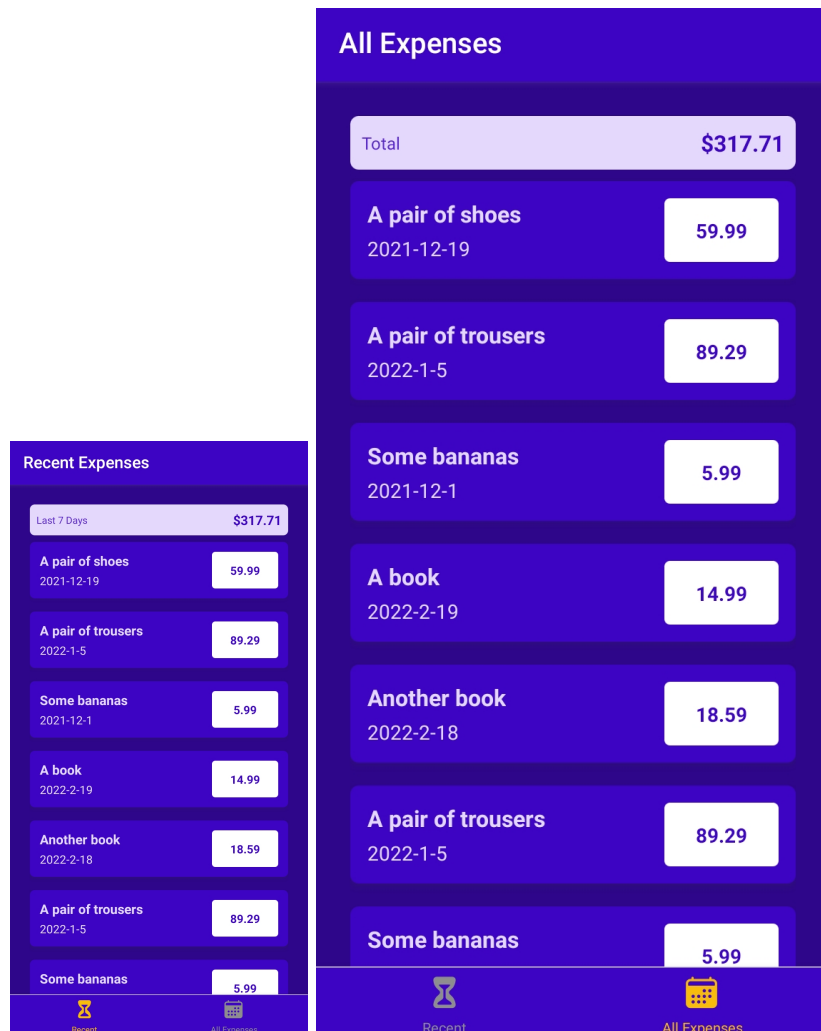 Recent Expenses
Last 7 Days $317.71
A pair of shoes
2021-12-19
59.99
A pair of trousers
2022-1-5
89.29
Some bananas
2021-12-1
5.99
A book
2022-2-19
14.99
Another book
2022-2-18
18.59
A pair of trousers
2022-1-5
89.29
Some bananas
5.99
Recent All Expenses
All Expenses
Total $317.71
A pair of shoes
2021-12-19
59.99
A pair of trousers
2022-1-5
89.29
Some bananas
2021-12-1
5.99
A book
2022-2-19
14.99
Another book
2022-2-18
18.59
A pair of trousers
2022-1-5
89.29
Some bananas
5.99
Recent All Expenses